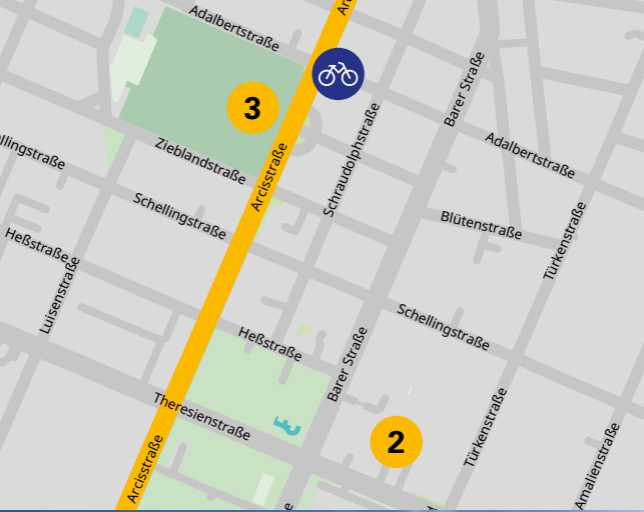 Adalbertstraße
3
Barer Straße
Schraudolphstraße
Adalbertstraße
llingstraße
Zieblandstraße
Arcisstraße
Schellingstraße
Blütenstraße
Türkenstraße
Heßstraße
Luisenstraße
Schellingstraße
Heßstraße
Barer Straße
Theresienstraße
2
Türkenstraße
Arcisstraße
Amalienstraße